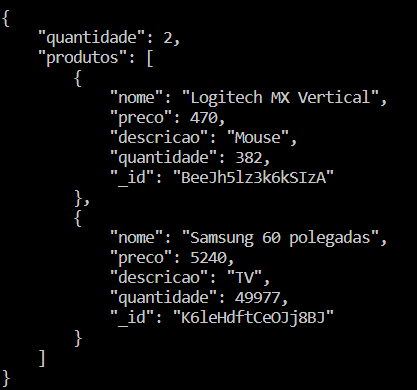 {
    "quantidade": 2,
    "produtos": [
        {
            "nome": "Logitech MX Vertical",
            "preco": 470,
            "descricao": "Mouse",
            "quantidade": 382,
            "_id": "BeeJh5lz3k6kSIzA"
        },
        {
            "nome": "Samsung 60 polegadas",
            "preco": 5240,
            "descricao": "TV",
            "quantidade": 49977,
            "_id": "K6leHdftCeOJj8BJ"
        }
    ]
}